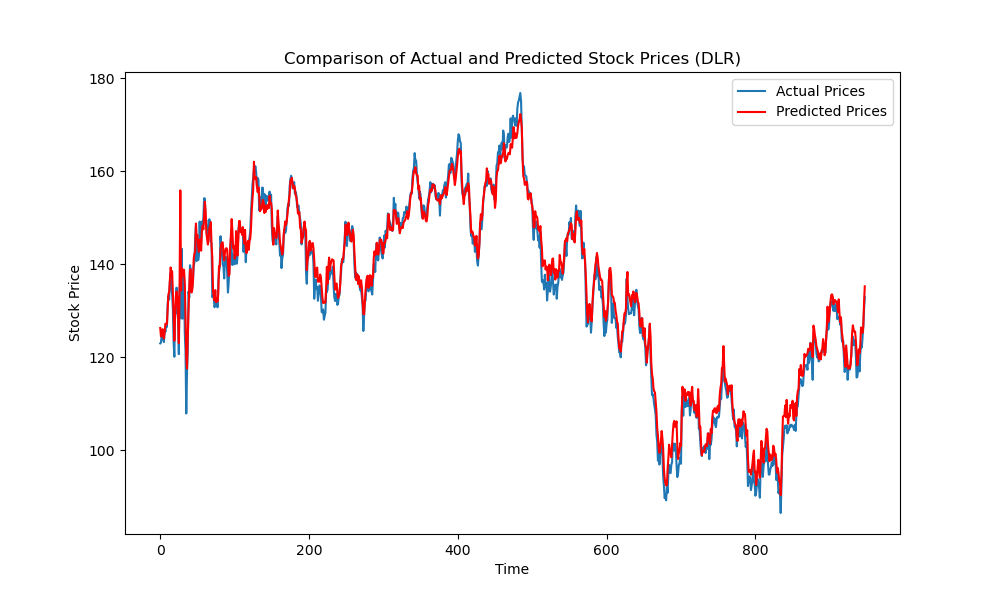 Comparison of Actual and Predicted Stock Prices (DLR)
Actual Prices
Predicted Prices
Stock Price
180
160
140
120
100
0 200 400 600 800
Time